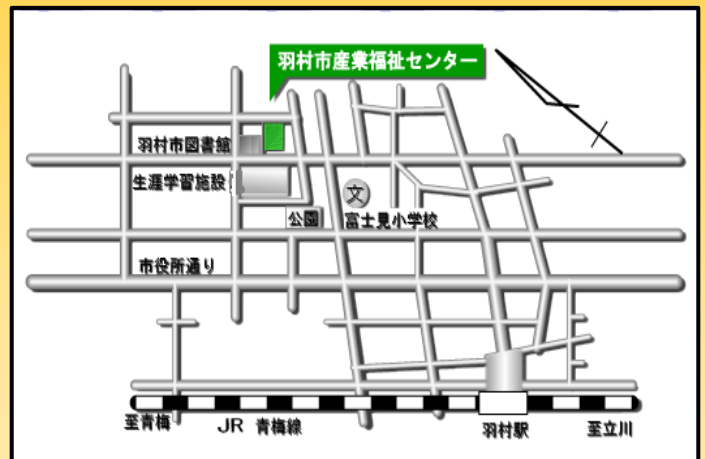 羽村市産業福祉センター
羽村市図書館
生涯学習施設
文
公園
富士見小学校
市役所通り
至青梅
JR 青梅線
羽村駅
至立川